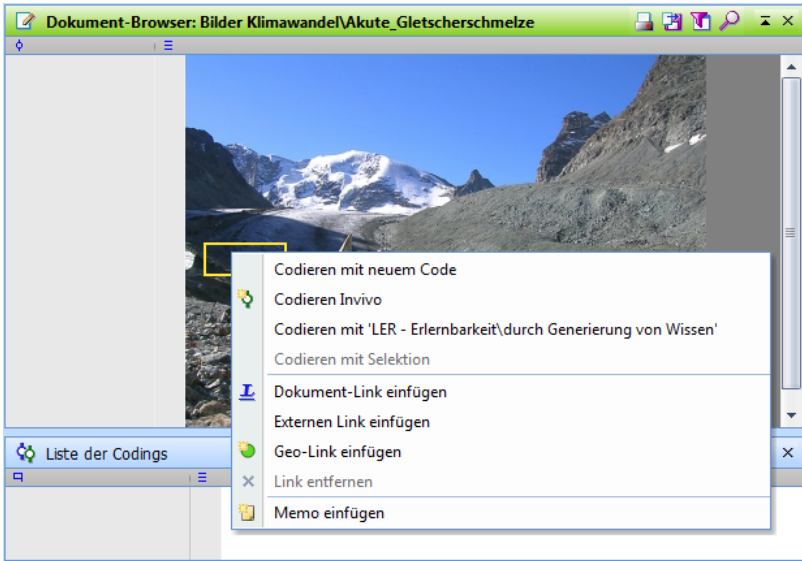 Dokument-Browser: Bilder Klimawandel\Akute_Gletscherschmelze
Codieren mit neuem Code
Codieren Invivo
Codieren mit 'LER - Erlernbarkeit\durch Generierung von Wissen'
Codieren mit Selektion
Dokument-Link einfügen
Externen Link einfügen
Geo-Link einfügen
Link entfernen
Memo einfügen
Liste der Codings